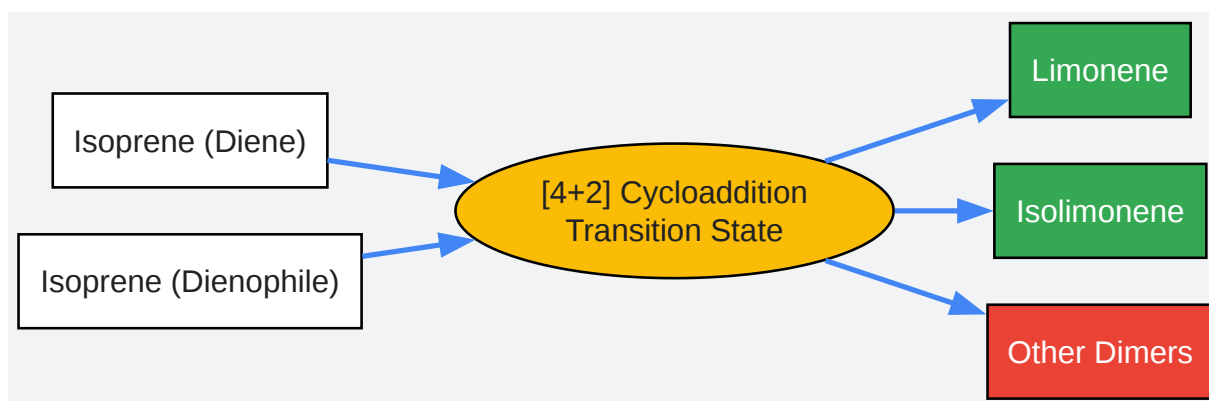 Isoprene (Diene)
Isoprene (Dienophile)
[4+2] Cycloaddition
Transition State
Limonene
Isolimonene
Other Dimers